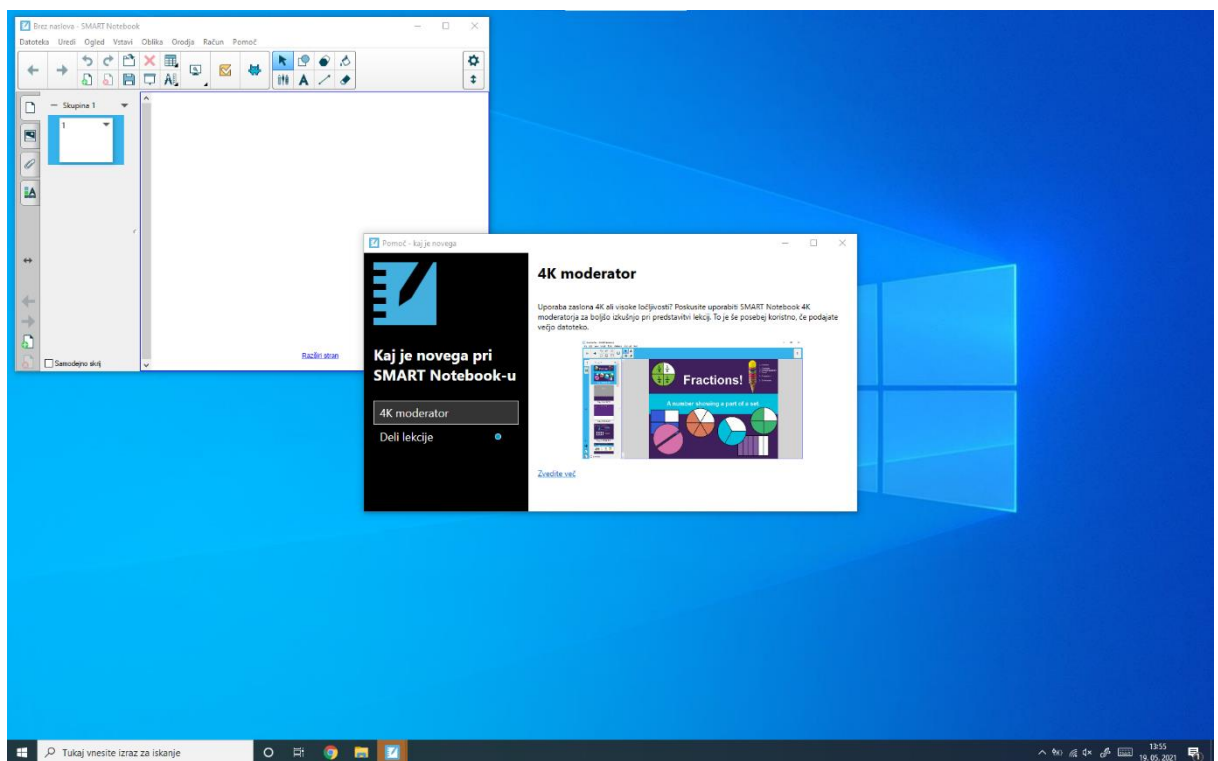 Brez naslova - SMART Notebook
Datoteka Uredi Ogled Vstavi Oblika Orodja Račun Pomoč
Skupina 1
1
Razširi stran
Samodejno skrij
Pomoč - kaj je novega
Kaj je novega pri
SMART Notebook-u
4K moderator
Deli lekcije
4K moderator
Uporaba zaslona 4K ali visoke ločljivosti? Poskusite uporabiti SMART Notebook 4K
moderatorja za boljšo izkušnjo pri predstavitvi lekcij. To je še posebej koristno, če podajate
večjo datoteko.
Fractions!
A number showing a part of a set.
Zvedite več
Tukaj vnesite izraz za iskanje
13:55
19. 05. 2021